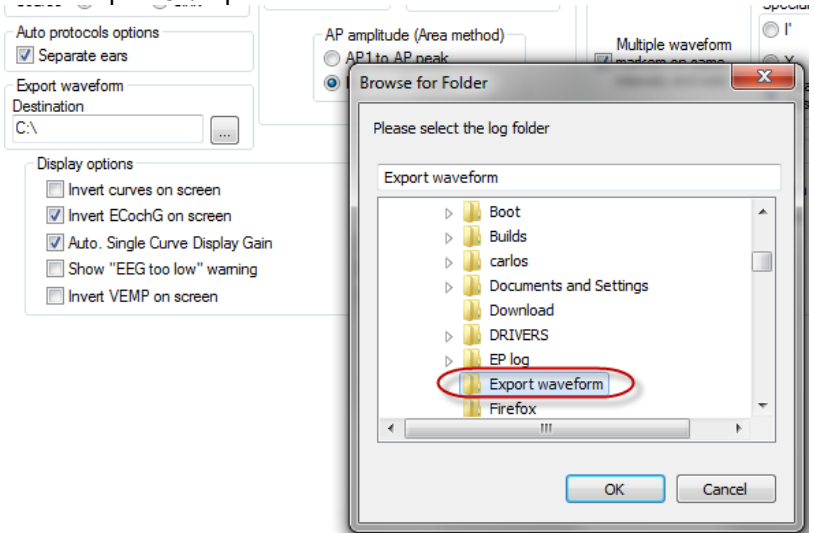 Auto protocols options
Separate ears
Export waveform
Destination
C:\
...
AP amplitude (Area method)
AP1 to AP peak
Multiple waveform
Display options
Invert curves on screen
Invert ECochG on screen
Auto. Single Curve Display Gain
Show "EEG too low" warning
Invert VEMP on screen
Browse for Folder
Please select the log folder
Export waveform
Boot
Builds
carlos
Documents and Settings
Download
DRIVERS
EP log
Export waveform
Firefox
OK
Cancel